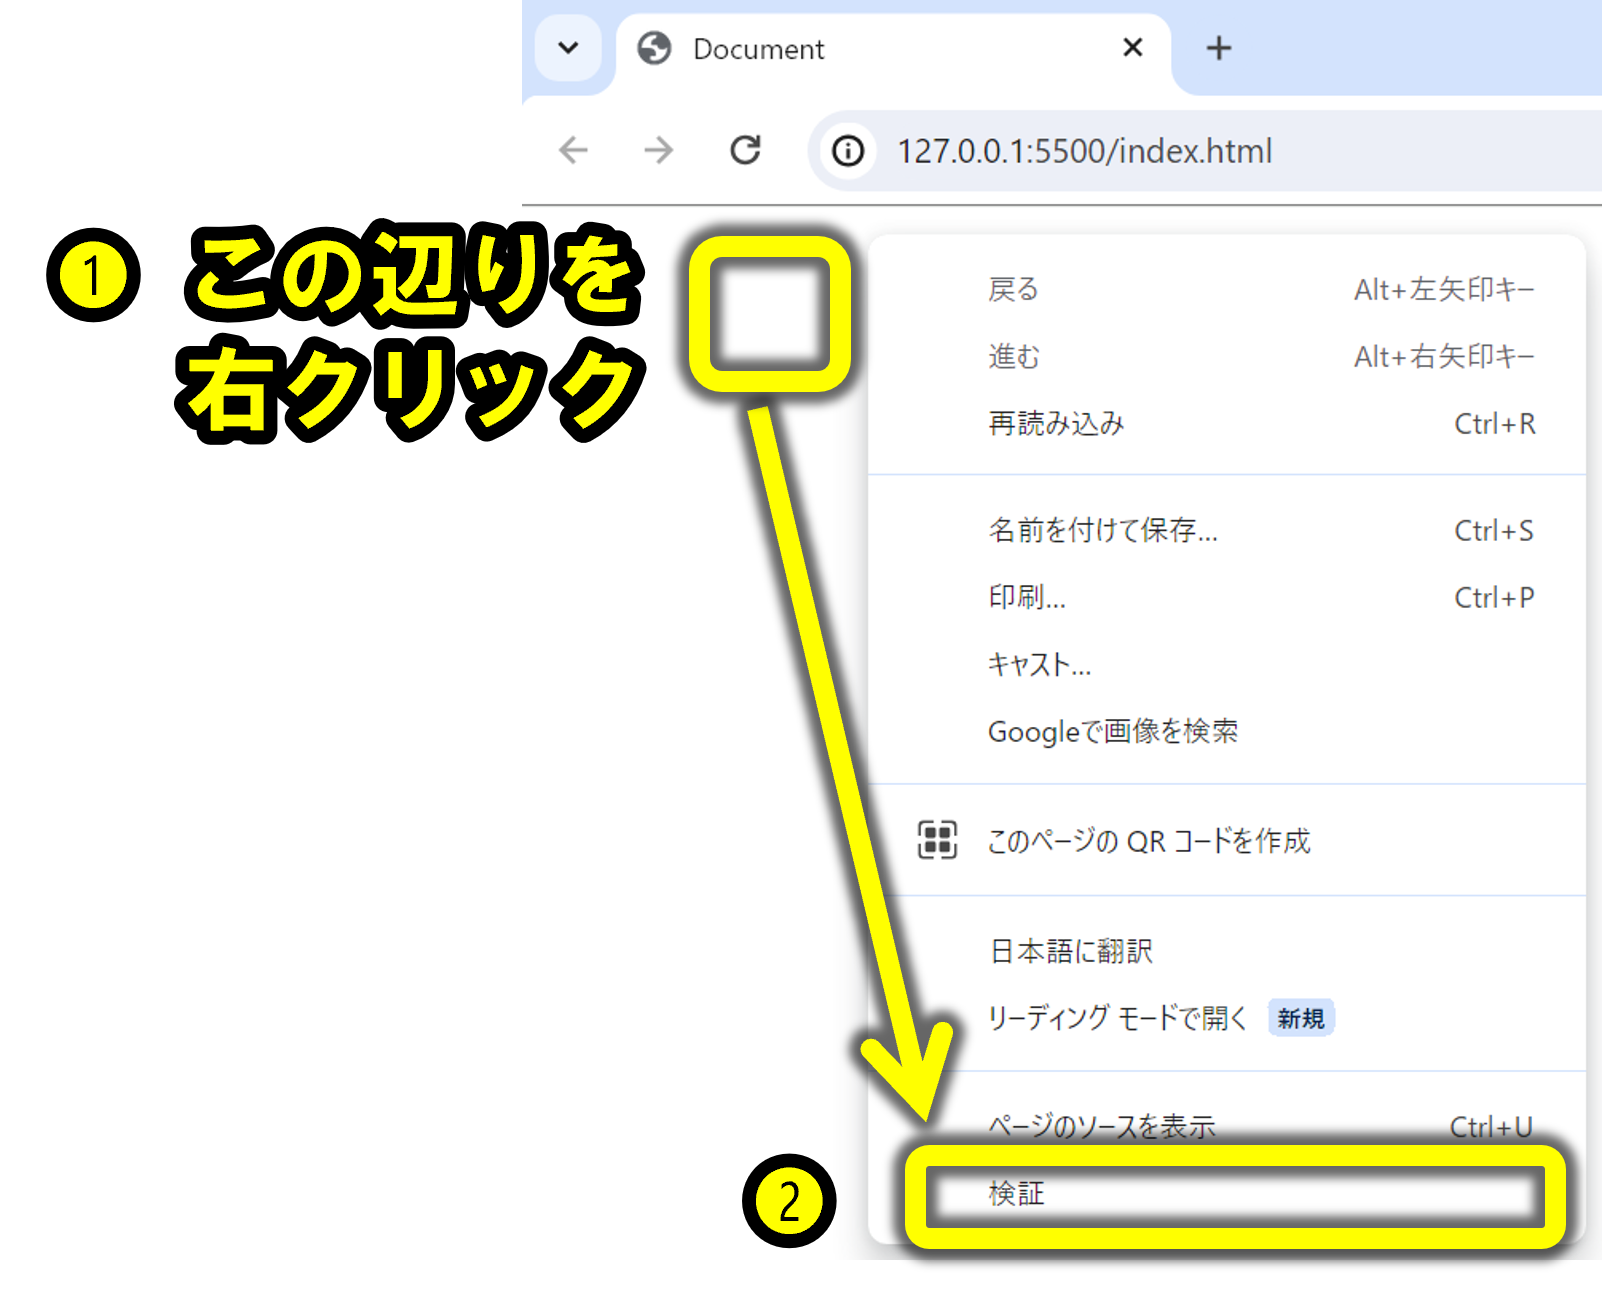 Document
127.0.0.1:5500/index.html
1 この辺りを
右クリック
戻る Alt+左矢印キー
進む Alt+右矢印キー
再読み込み Ctrl+R
名前を付けて保存... Ctrl+S
印刷... Ctrl+P
キャスト...
Googleで画像を検索
このページの QR コードを作成
日本語に翻訳
リーディング モードで開く 新規
ページのソースを表示 Ctrl+U
2 検証